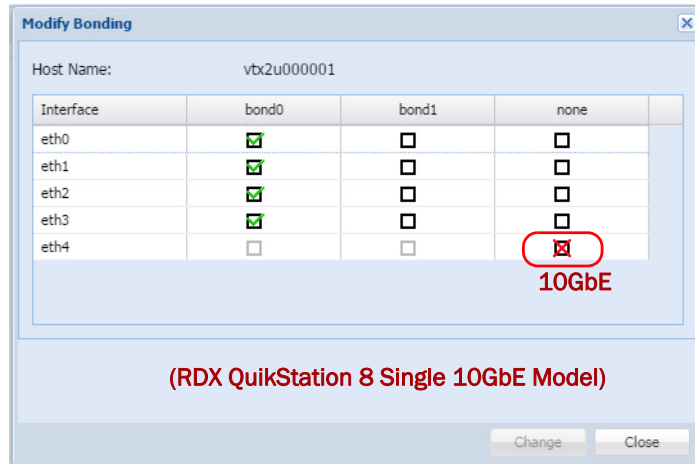 Modify Bonding
Host Name: vtx2u000001
Interface bond0 bond1 none
eth0
eth1
eth2
eth3
eth4
10GbE
(RDX QuikStation 8 Single 10GbE Model)
Change Close